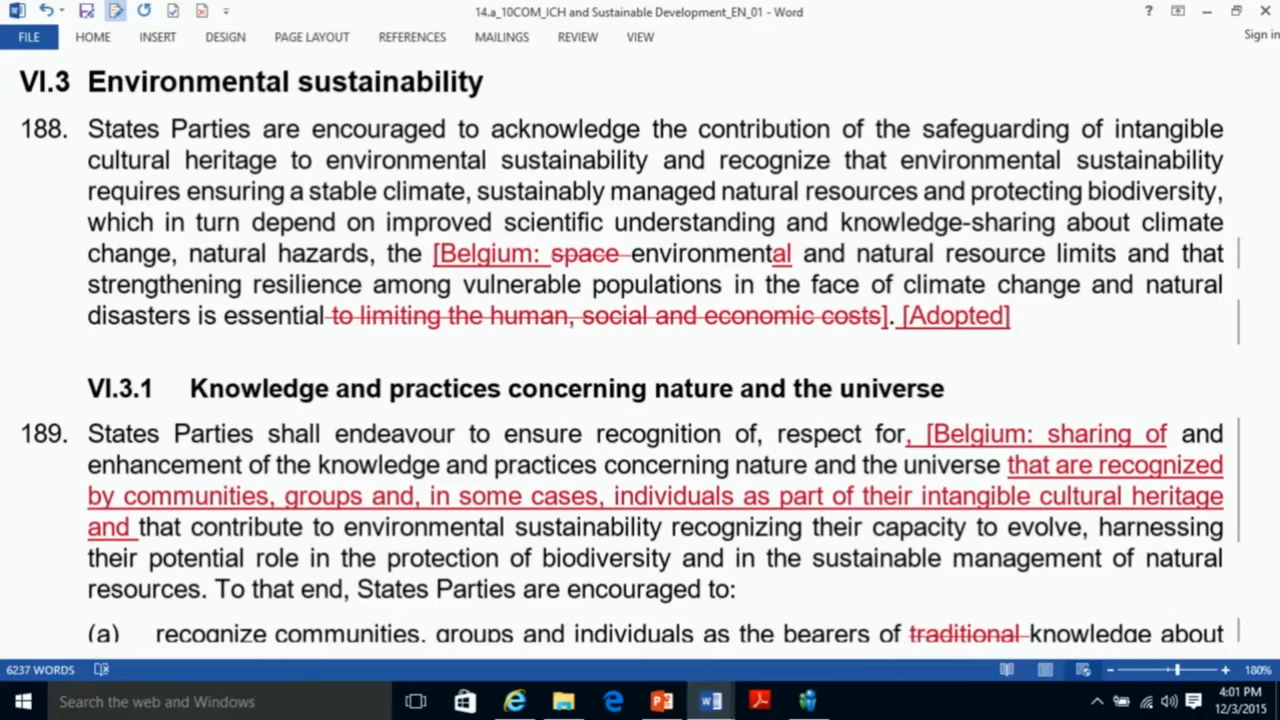 14.a_10COM_ICH and Sustainable Development_EN_01 - Word
Sign in
FILE HOME INSERT DESIGN PAGE LAYOUT REFERENCES MAILINGS REVIEW VIEW
VI.3 Environmental sustainability
188. States Parties are encouraged to acknowledge the contribution of the safeguarding of intangible
cultural heritage to environmental sustainability and recognize that environmental sustainability
requires ensuring a stable climate, sustainably managed natural resources and protecting biodiversity,
which in turn depend on improved scientific understanding and knowledge-sharing about climate
change, natural hazards, the [Belgium: space environmental and natural resource limits and that
strengthening resilience among vulnerable populations in the face of climate change and natural
disasters is essential to limiting the human, social and economic costs]. [Adopted]
VI.3.1 Knowledge and practices concerning nature and the universe
189. States Parties shall endeavour to ensure recognition of, respect for, [Belgium: sharing of and
enhancement of the knowledge and practices concerning nature and the universe that are recognized
by communities, groups and, in some cases, individuals as part of their intangible cultural heritage
and that contribute to environmental sustainability recognizing their capacity to evolve, harnessing
their potential role in the protection of biodiversity and in the sustainable management of natural
resources. To that end, States Parties are encouraged to:
(a) recognize communities, groups and individuals as the bearers of traditional knowledge about
6237 WORDS
180%
Search the web and Windows
4:01 PM
12/3/2015